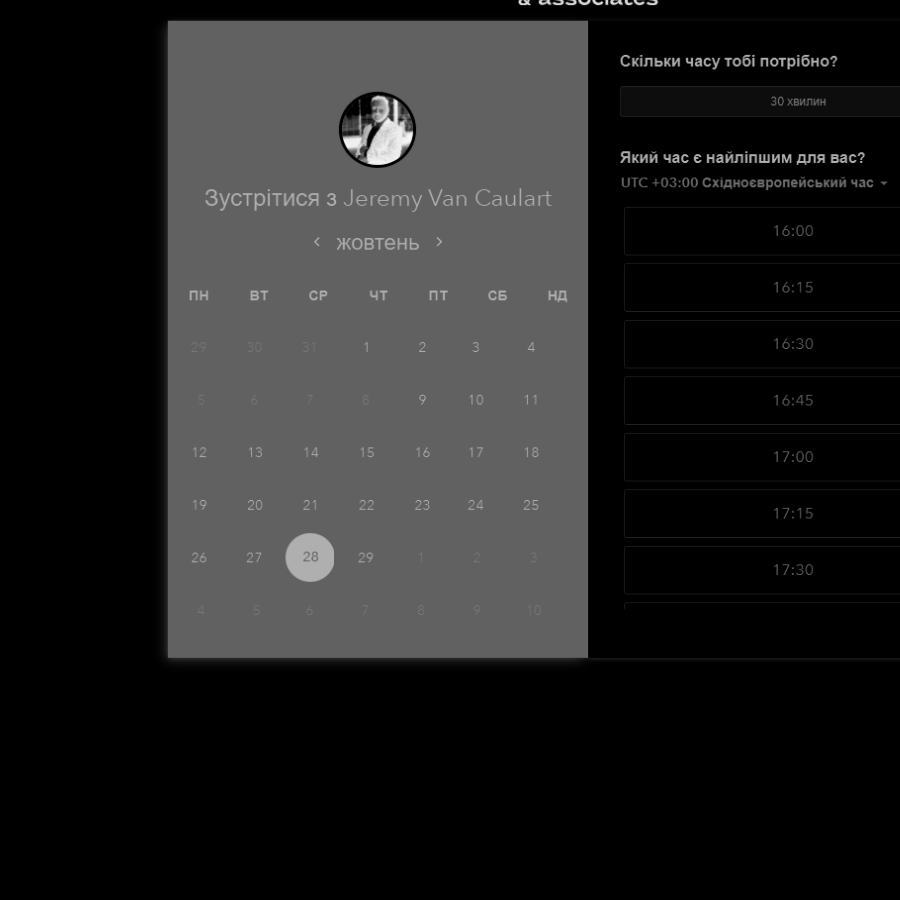 & associates
Зустрітися з Jeremy Van Caulart
‹ жовтень ›
ПН ВТ СР ЧТ ПТ СБ НД
29 30 31 1 2 3 4
5 6 7 8 9 10 11
12 13 14 15 16 17 18
19 20 21 22 23 24 25
26 27 28 29 1 2 3
4 5 6 7 8 9 10
Скільки часу тобі потрібно?
30 хвилин
Який час є найліпшим для вас?
UTC +03:00 Східноєвропейський час
16:00
16:15
16:30
16:45
17:00
17:15
17:30